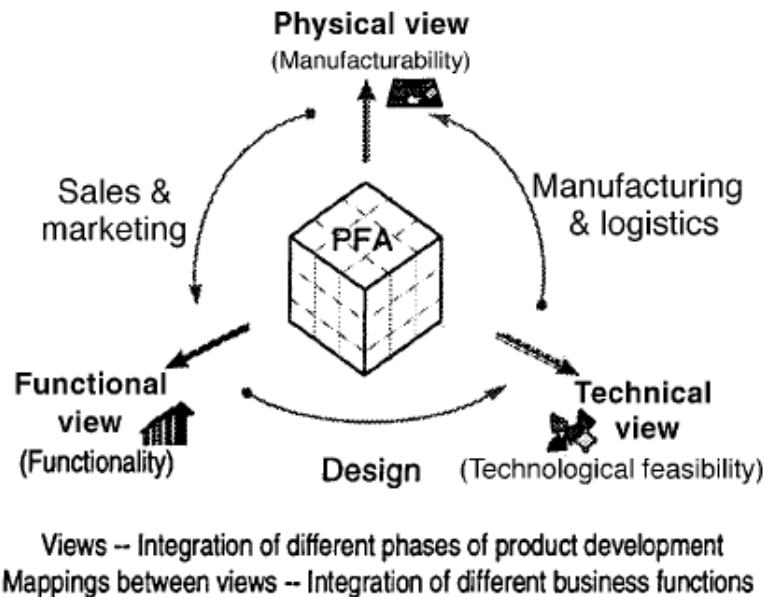 Physical view
(Manufacturability)
Sales &
marketing
Manufacturing
& logistics
PFA
Functional
view
(Functionality)
Technical
view
(Technological feasibility)
Design
Views -- Integration of different phases of product development
Mappings between views -- Integration of different business functions